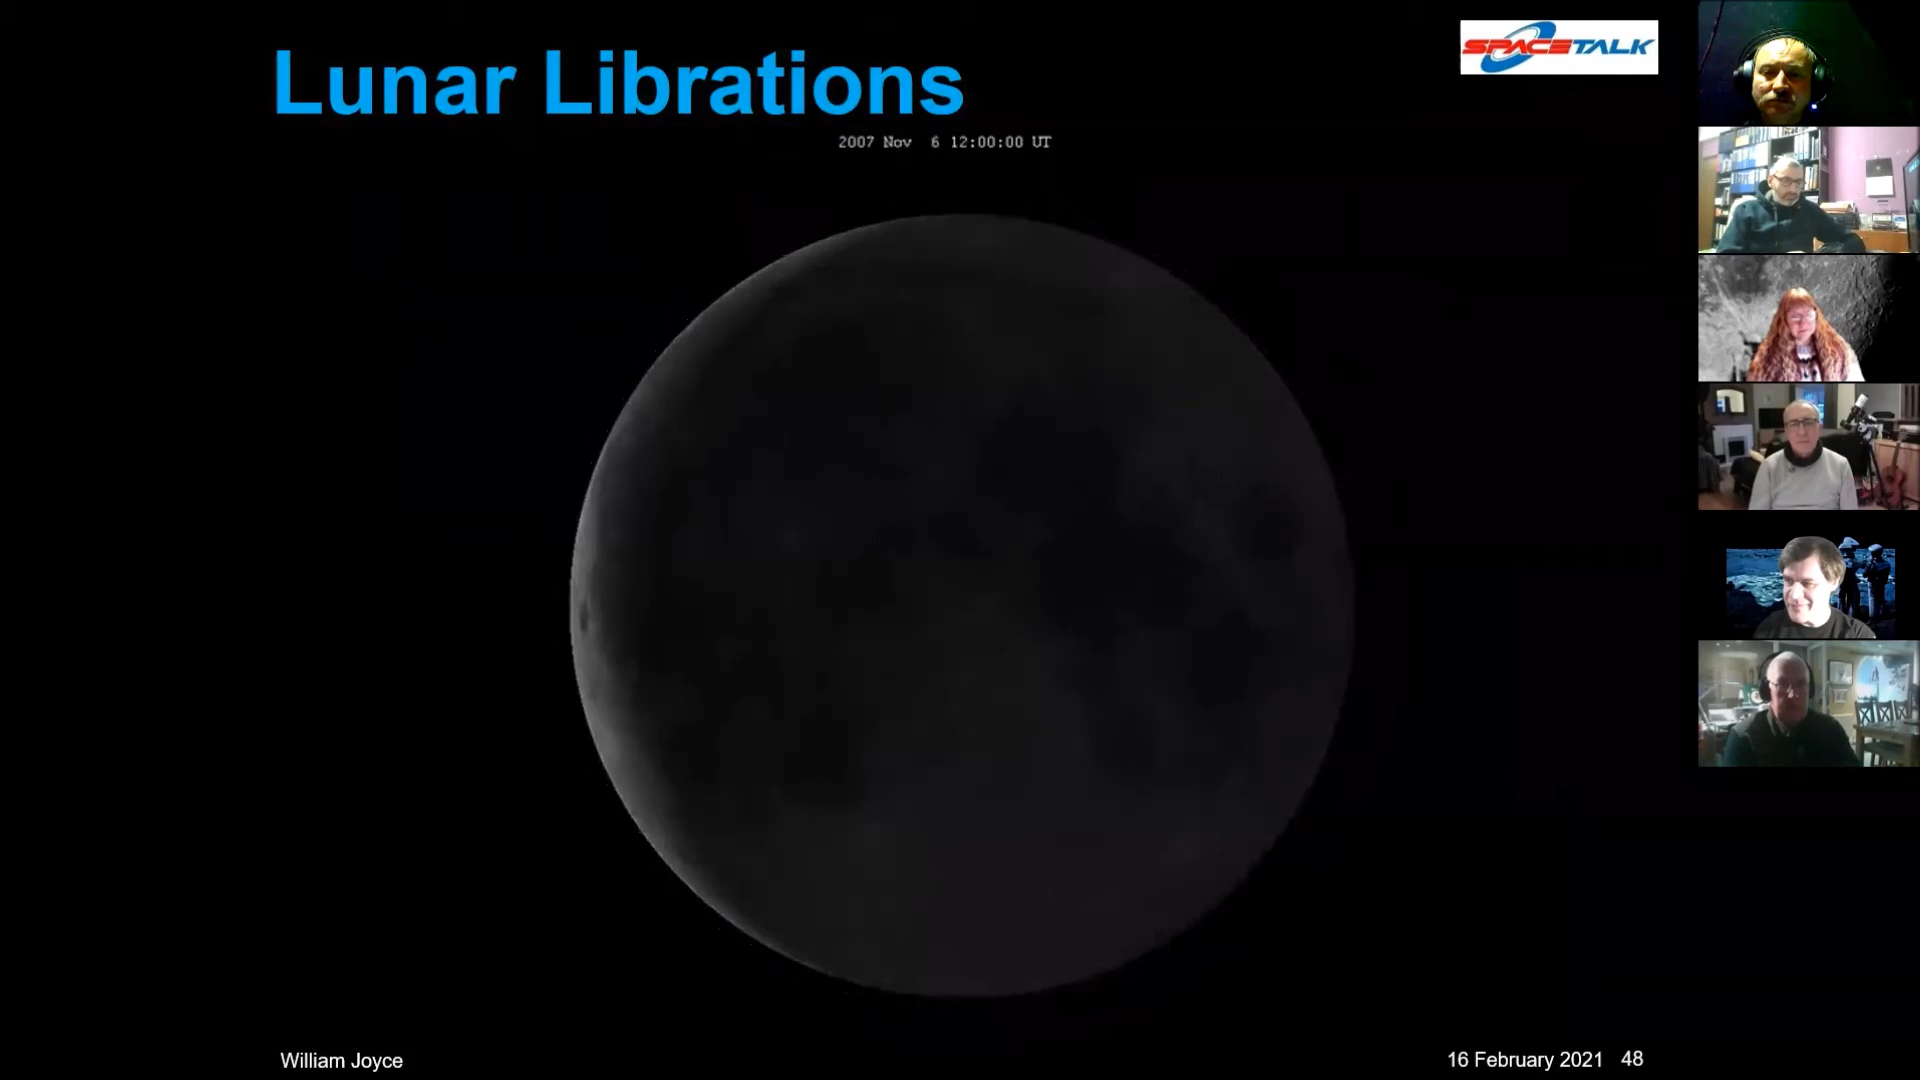 Lunar Librations
SPACETALK
2007 Nov 6 12:00:00 UT
William Joyce
16 February 2021 48